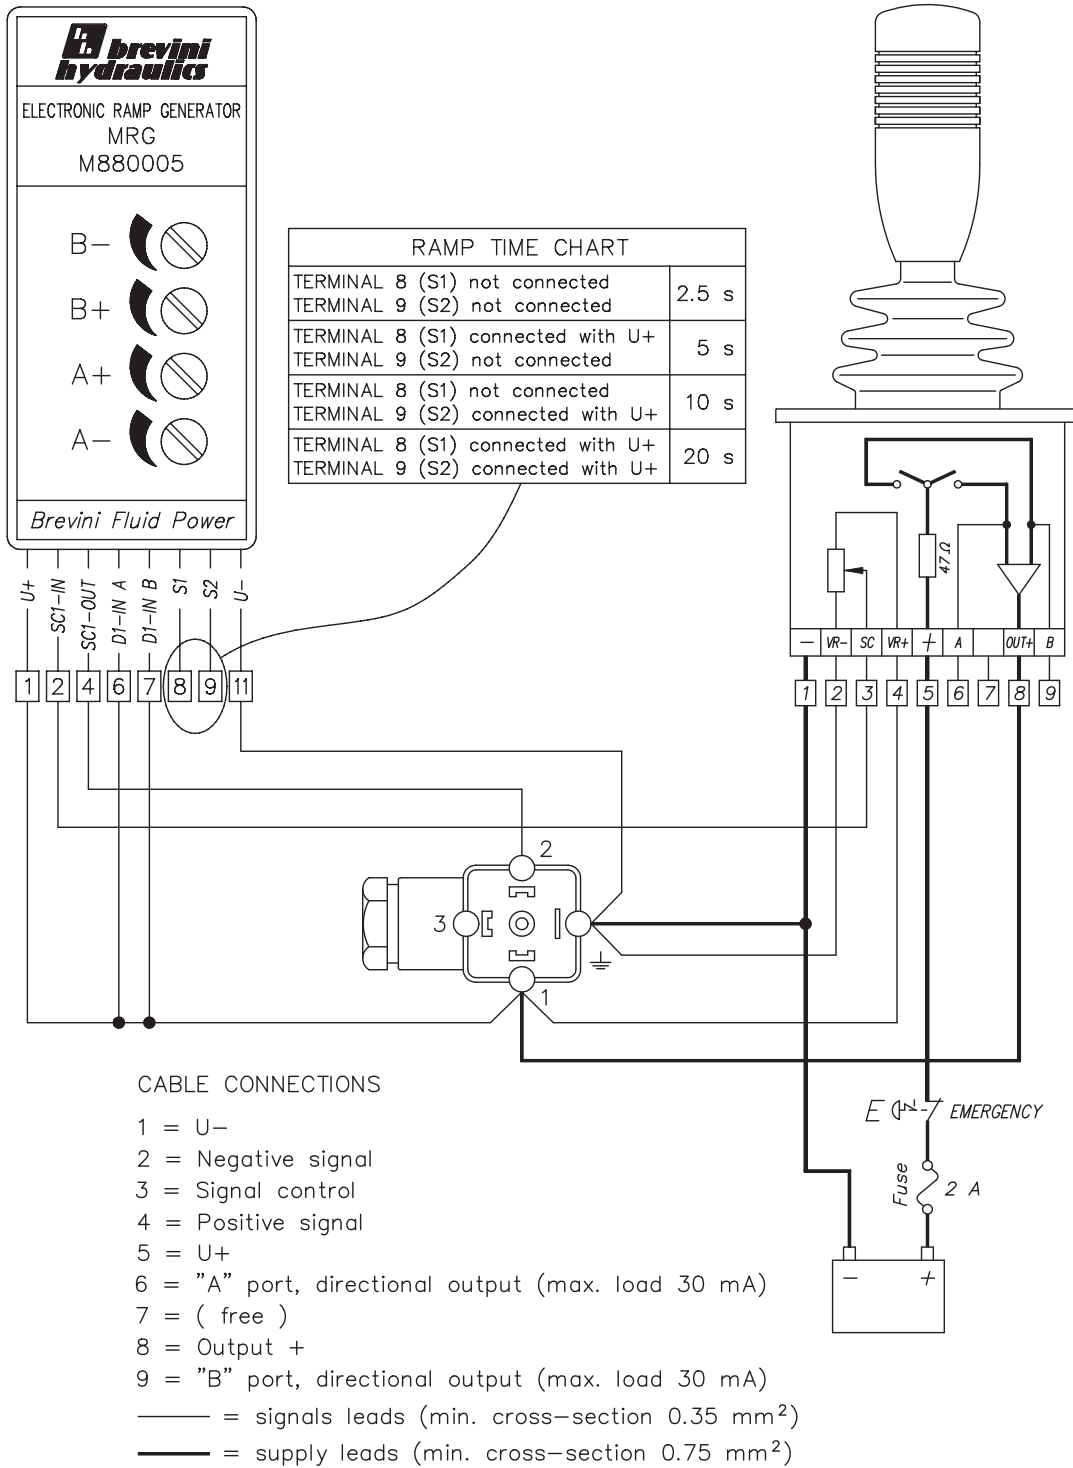 brevini
hydraulics
ELECTRONIC RAMP GENERATOR
MRG
M880005
B-
B+
A+
A-
Brevini Fluid Power
U+ SC1-IN SC1-OUT D1-IN A D1-IN B S1 S2 U-
1 2 4 6 7 8 9 11
RAMP TIME CHART
TERMINAL 8 (S1) not connected
TERMINAL 9 (S2) not connected
2.5 s
TERMINAL 8 (S1) connected with U+
TERMINAL 9 (S2) not connected
5 s
TERMINAL 8 (S1) not connected
TERMINAL 9 (S2) connected with U+
10 s
TERMINAL 8 (S1) connected with U+
TERMINAL 9 (S2) connected with U+
20 s
47Ω
- VR- SC VR+ + A OUT+ B
1 2 3 4 5 6 7 8 9
2
3
1
E EMERGENCY
Fuse 2 A
- +
CABLE CONNECTIONS
1 = U-
2 = Negative signal
3 = Signal control
4 = Positive signal
5 = U+
6 = "A" port, directional output (max. load 30 mA)
7 = ( free )
8 = Output +
9 = "B" port, directional output (max. load 30 mA)
= signals leads (min. cross-section 0.35 mm²)
= supply leads (min. cross-section 0.75 mm²)